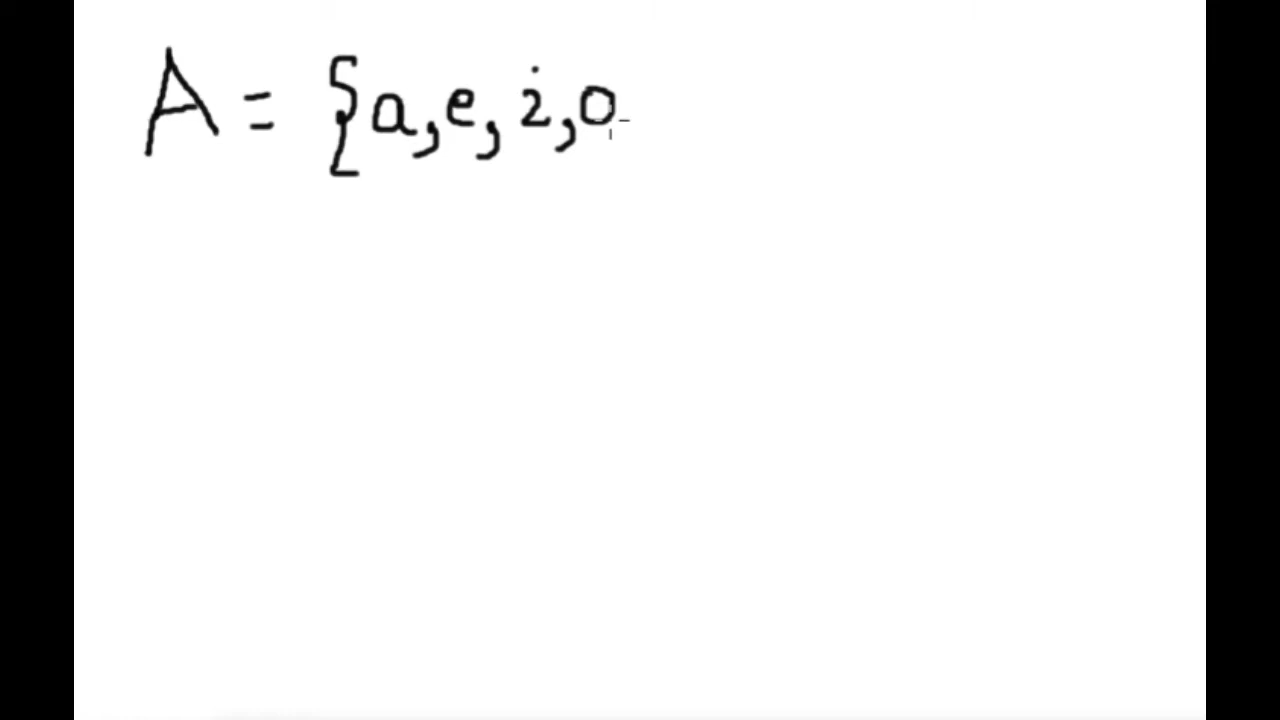 A = {a, e, i, o